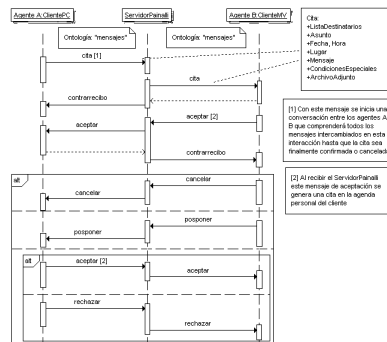 Agente A:ClientePC
ServidorPainalli
Agente B:ClienteMV
Ontología: "mensajes"
Ontología: "mensajes"
Cita:
+ListaDestinatarios
+Asunto
+Fecha, Hora
+Lugar
+Mensaje
+CondicionesEspeciales
+ArchivoAdjunto
cita [1]
cita
contrarrecibo
aceptar [2]
aceptar
contrarrecibo
[1] Con este mensaje se inicia una
conversación entre los agentes A
B que comprenderá todos los
mensajes intercambiados en esta
interacción hasta que la cita sea
finalmente confirmada o cancelada
[2] Al recibir el ServidorPainalli
este mensaje de aceptación se
genera una cita en la agenda
personal del cliente
alt
cancelar
cancelar
posponer
posponer
alt
aceptar [2]
aceptar
rechazar
rechazar